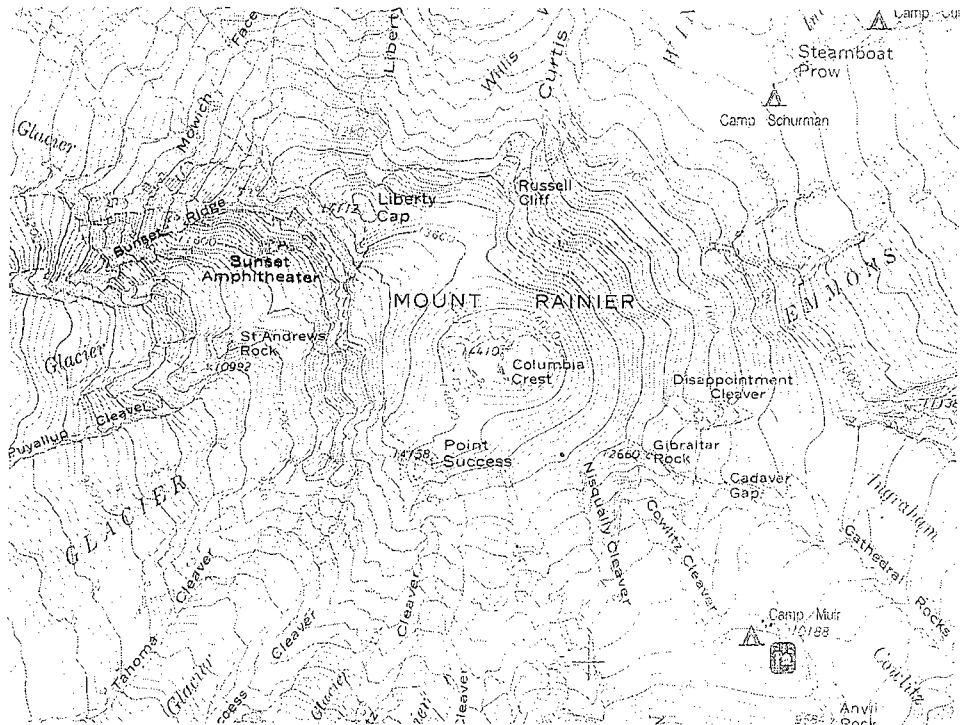 Camp
Steamboat
Prow
Face
Liberty
Willis
Curtis
Camp Schurman
Glacier
Mowich
Russell
Cliff
Liberty
Cap
Sunset Ridge
Sunset
Amphitheater
EMMONS
MOUNT RAINIER
St Andrews
Rock
Glacier
14410
Columbia
Crest
10992
Disappointment
Cleaver
Puyallup Cleaver
14158
Point
Success
12660
Gibraltar
Rock
Cadaver
Gap
Ingraham
GLACIER
Nisqually Cleaver
Cowlitz Cleaver
Cathedral Rocks
Cleaver
Tahoma
Cleaver
Cleaver
Camp Muir
10188
Glacier
Glacier
Cleaver
Cowlitz
Anvil
Rock